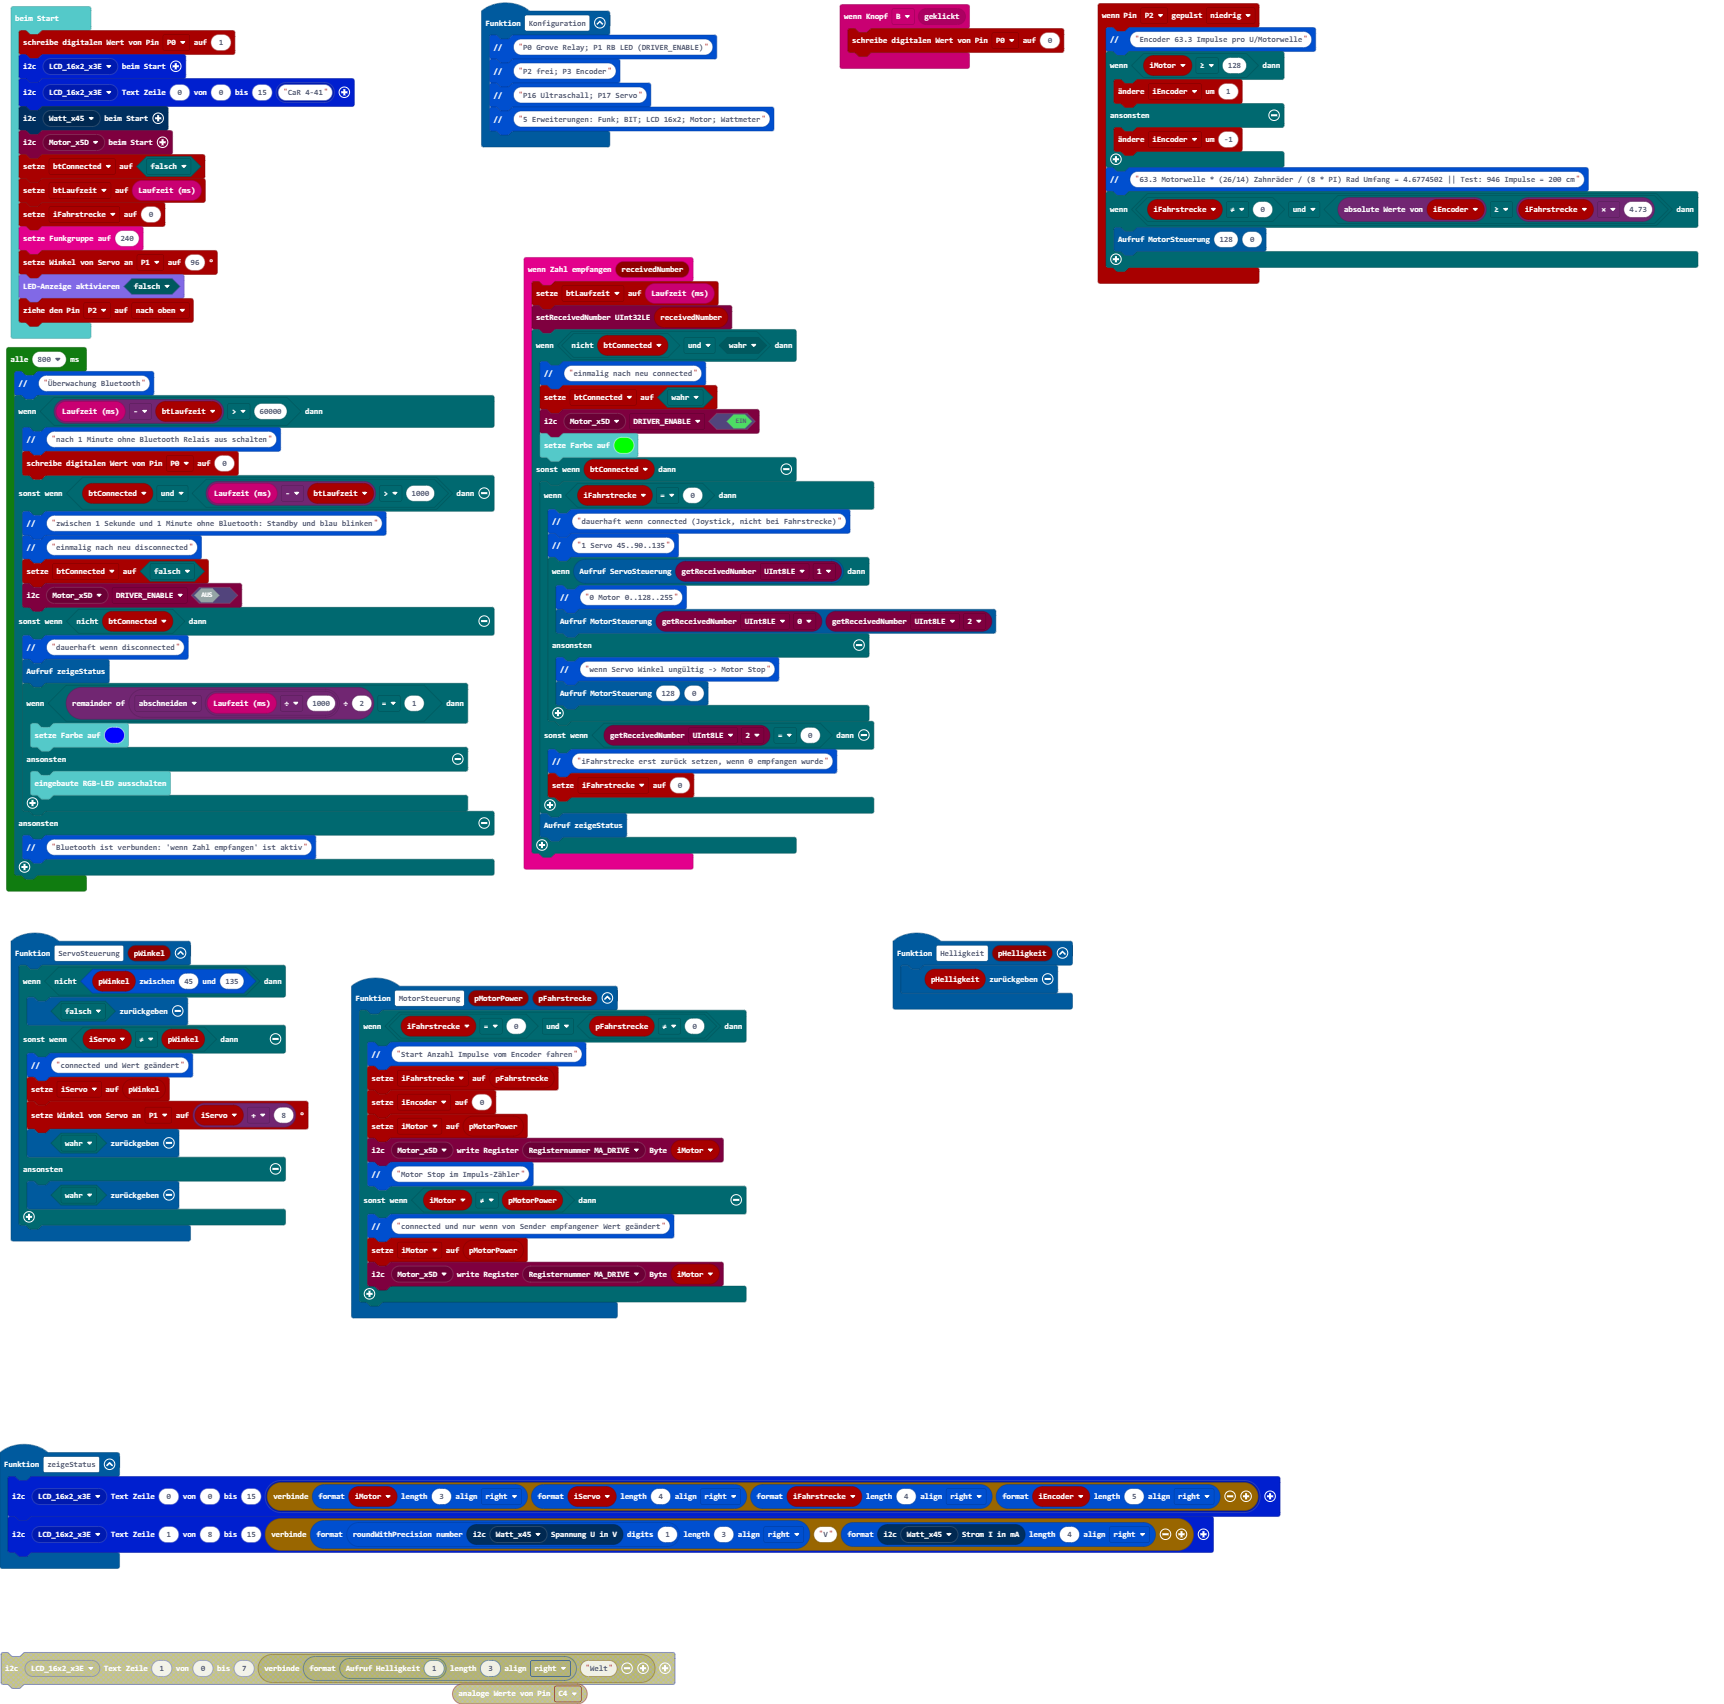 beim Start
schreibe digitalen Wert von Pin P0 auf 1
i2c LCD_16x2_x3E beim Start
i2c LCD_16x2_x3E Text Zeile 0 von 0 bis 15 "CaR 4-41"
i2c Watt_x45 beim Start
i2c Motor_x5D beim Start
setze btConnected auf falsch
setze btLaufzeit auf Laufzeit (ms)
setze iFahrstrecke auf 0
setze Funkgruppe auf 240
setze Winkel von Servo an P1 auf 96 °
LED-Anzeige aktivieren falsch
ziehe den Pin P2 auf nach oben
Funktion Konfiguration
// "P0 Grove Relay; P1 RB LED (DRIVER_ENABLE)"
// "P2 frei; P3 Encoder"
// "P16 Ultraschall; P17 Servo"
// "5 Erweiterungen: Funk; BIT; LCD 16x2; Motor; Wattmeter"
wenn Knopf B geklickt
schreibe digitalen Wert von Pin P0 auf 0
wenn Pin P2 gepulst niedrig
// "Encoder 63.3 Impulse pro U/Motorwelle"
wenn iMotor ≥ 128 dann
ändere iEncoder um 1
ansonsten
ändere iEncoder um -1
// "63.3 Motorwelle * (26/14) Zahnräder / (8 * PI) Rad Umfang = 4.6774502 || Test: 946 Impulse = 200 cm"
wenn iFahrstrecke ≠ 0 und absolute Werte von iEncoder ≥ iFahrstrecke × 4.73 dann
Aufruf MotorSteuerung 128 0
alle 800 ms
// "Überwachung Bluetooth"
wenn Laufzeit (ms) - btLaufzeit > 60000 dann
// "nach 1 Minute ohne Bluetooth Relais aus schalten"
schreibe digitalen Wert von Pin P0 auf 0
sonst wenn btConnected und Laufzeit (ms) - btLaufzeit > 1000 dann
// "zwischen 1 Sekunde und 1 Minute ohne Bluetooth: Standby und blau blinken"
// "einmalig nach neu disconnected"
setze btConnected auf falsch
i2c Motor_x5D DRIVER_ENABLE AUS
sonst wenn nicht btConnected dann
// "dauerhaft wenn disconnected"
Aufruf zeigeStatus
wenn remainder of abschneiden Laufzeit (ms) ÷ 1000 ÷ 2 = 1 dann
setze Farbe auf
ansonsten
eingebaute RGB-LED ausschalten
ansonsten
// "Bluetooth ist verbunden: 'wenn Zahl empfangen' ist aktiv"
wenn Zahl empfangen receivedNumber
setze btLaufzeit auf Laufzeit (ms)
setReceivedNumber UInt32LE receivedNumber
wenn nicht btConnected und wahr dann
// "einmalig nach neu connected"
setze btConnected auf wahr
i2c Motor_x5D DRIVER_ENABLE EIN
setze Farbe auf
sonst wenn btConnected dann
wenn iFahrstrecke = 0 dann
// "dauerhaft wenn connected (Joystick, nicht bei Fahrstrecke)"
// "1 Servo 45..90..135"
wenn Aufruf ServoSteuerung getReceivedNumber UInt8LE 1 dann
// "0 Motor 0..128..255"
Aufruf MotorSteuerung getReceivedNumber UInt8LE 0 getReceivedNumber UInt8LE 2
ansonsten
// "wenn Servo Winkel ungültig -> Motor Stop"
Aufruf MotorSteuerung 128 0
sonst wenn getReceivedNumber UInt8LE 2 = 0 dann
// "iFahrstrecke erst zurück setzen, wenn 0 empfangen wurde"
setze iFahrstrecke auf 0
Aufruf zeigeStatus
Funktion ServoSteuerung pWinkel
wenn nicht pWinkel zwischen 45 und 135 dann
falsch zurückgeben
sonst wenn iServo ≠ pWinkel dann
// "connected und Wert geändert"
setze iServo auf pWinkel
setze Winkel von Servo an P1 auf iServo ÷ 8 °
wahr zurückgeben
ansonsten
wahr zurückgeben
Funktion MotorSteuerung pMotorPower pFahrstrecke
wenn iFahrstrecke = 0 und pFahrstrecke ≠ 0 dann
// "Start Anzahl Impulse vom Encoder fahren"
setze iFahrstrecke auf pFahrstrecke
setze iEncoder auf 0
setze iMotor auf pMotorPower
i2c Motor_x5D write Register Registernummer MA_DRIVE Byte iMotor
// "Motor Stop im Impuls-Zähler"
sonst wenn iMotor ≠ pMotorPower dann
// "connected und nur wenn von Sender empfangener Wert geändert"
setze iMotor auf pMotorPower
i2c Motor_x5D write Register Registernummer MA_DRIVE Byte iMotor
Funktion Helligkeit pHelligkeit
pHelligkeit zurückgeben
Funktion zeigeStatus
i2c LCD_16x2_x3E Text Zeile 0 von 0 bis 15 verbinde format iMotor length 3 align right format iServo length 4 align right format iFahrstrecke length 4 align right format iEncoder length 5 align right
i2c LCD_16x2_x3E Text Zeile 1 von 8 bis 15 verbinde format roundWithPrecision number i2c Watt_x45 Spannung U in V digits 1 length 3 align right "V" format i2c Watt_x45 Strom I in mA length 4 align right
i2c LCD_16x2_x3E Text Zeile 1 von 0 bis 7 verbinde format Aufruf Helligkeit 1 length 3 align right "Welt"
analoge Werte von Pin C4